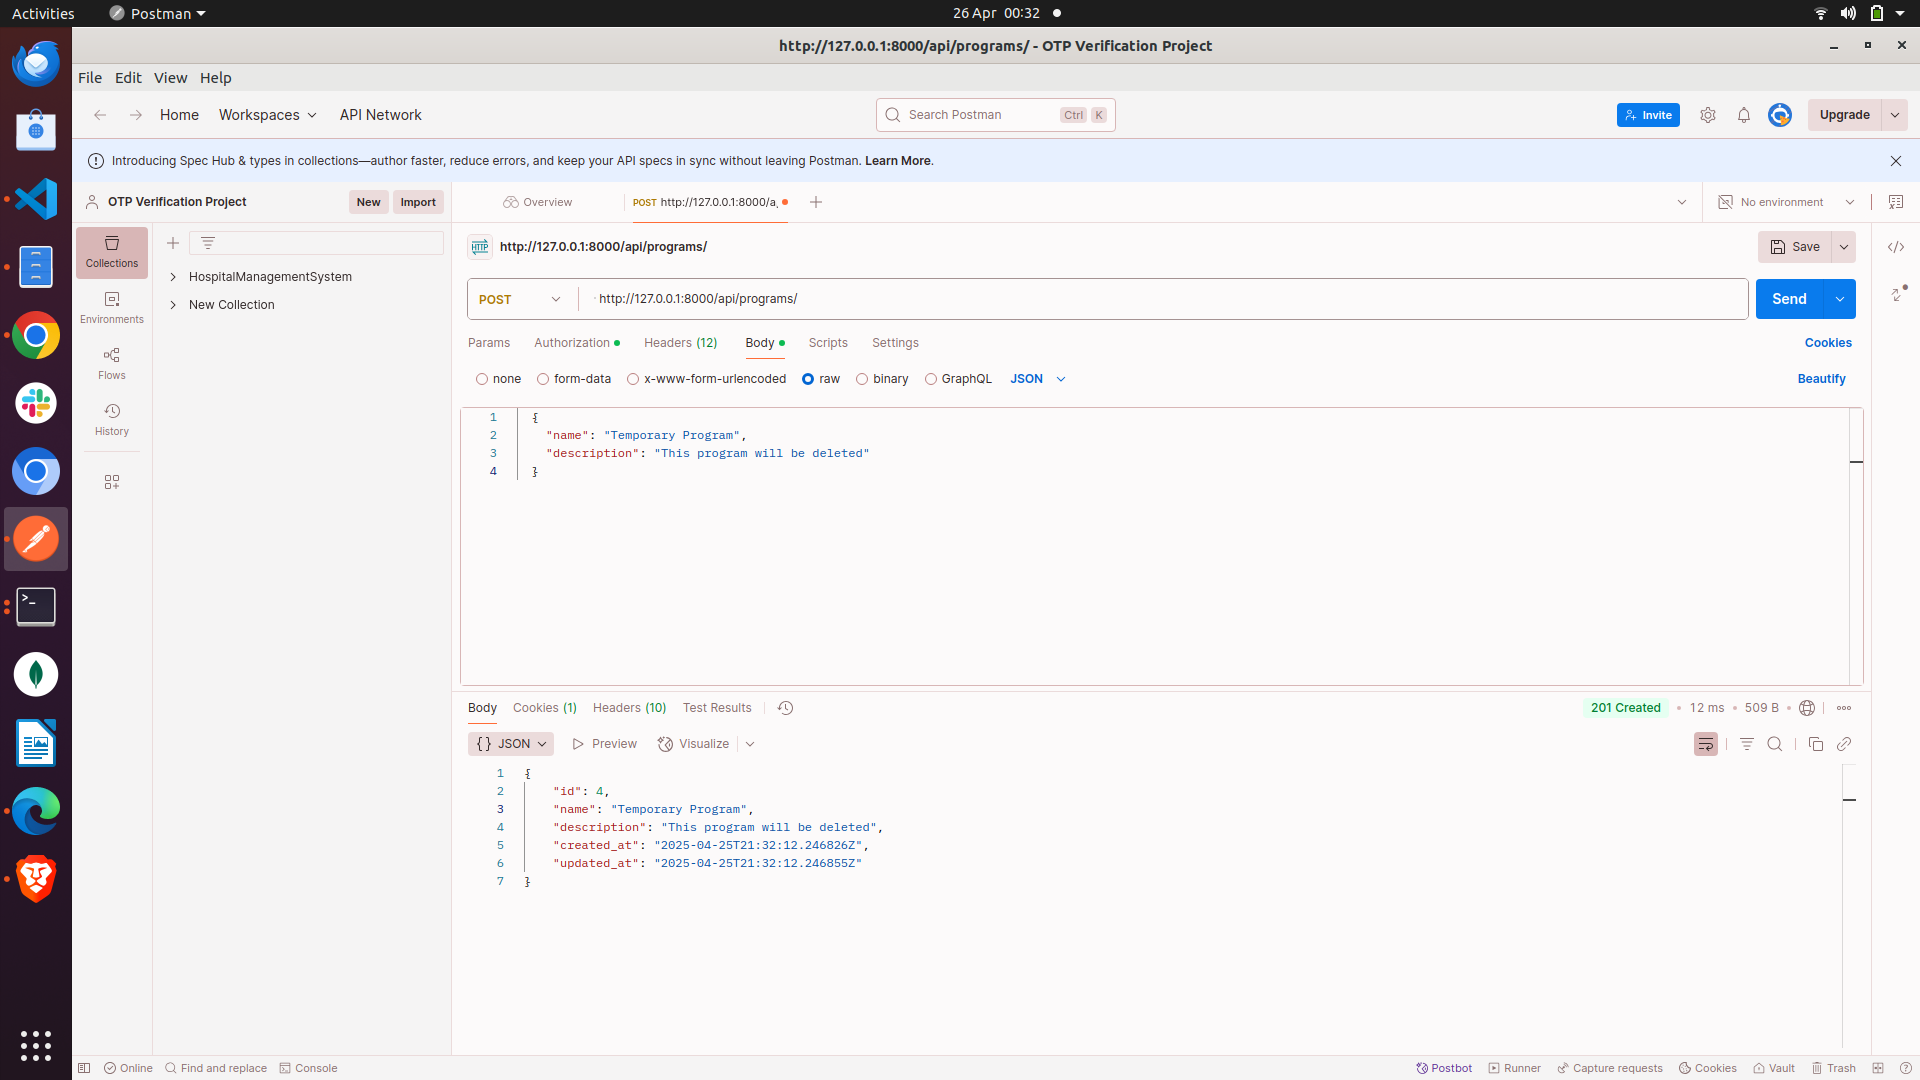 Activities
Postman
26 Apr 00:32
http://127.0.0.1:8000/api/programs/ - OTP Verification Project
File Edit View Help
Home Workspaces API Network
Search Postman Ctrl K
Invite
Upgrade
Introducing Spec Hub & types in collections—author faster, reduce errors, and keep your API specs in sync without leaving Postman. Learn More.
OTP Verification Project New Import
Overview
POST http://127.0.0.1:8000/a
No environment
Collections
Environments
Flows
History
HospitalManagementSystem
New Collection
HTTP http://127.0.0.1:8000/api/programs/
Save
POST http://127.0.0.1:8000/api/programs/
Send
Params Authorization Headers (12) Body Scripts Settings
Cookies
none form-data x-www-form-urlencoded raw binary GraphQL JSON
Beautify
1 {
2 "name": "Temporary Program",
3 "description": "This program will be deleted"
4 }
Body Cookies (1) Headers (10) Test Results
201 Created • 12 ms • 509 B •
{} JSON Preview Visualize
1 {
2 "id": 4,
3 "name": "Temporary Program",
4 "description": "This program will be deleted",
5 "created_at": "2025-04-25T21:32:12.246826Z",
6 "updated_at": "2025-04-25T21:32:12.246855Z"
7 }
Online Find and replace Console
Postbot Runner Capture requests Cookies Vault Trash